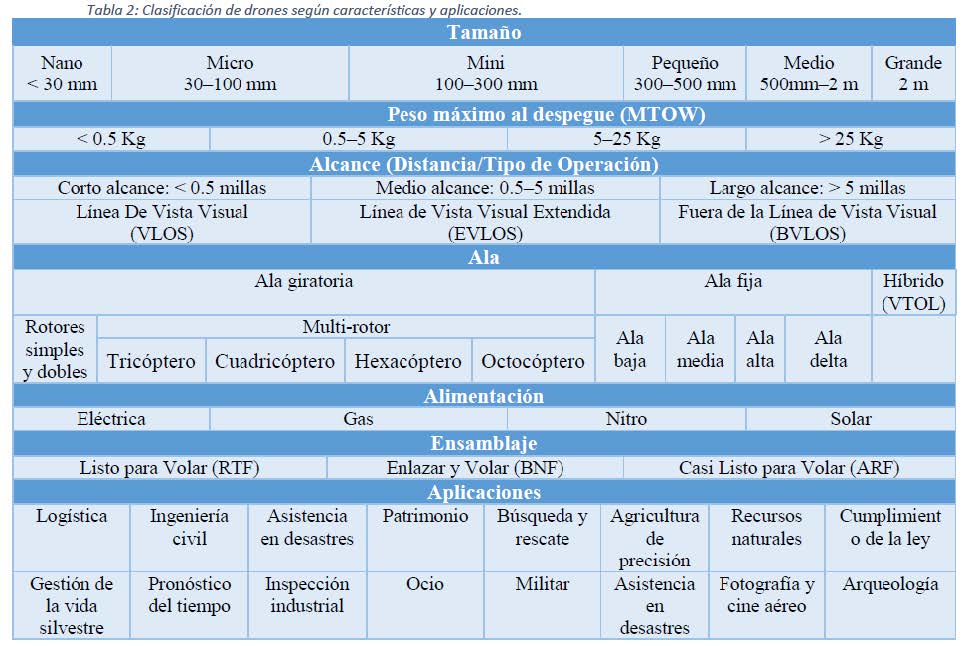 Tabla 2: Clasificación de drones según características y aplicaciones.
Tamaño
Nano
< 30 mm
Micro
30–100 mm
Mini
100–300 mm
Pequeño
300–500 mm
Medio
500mm–2 m
Grande
2 m
Peso máximo al despegue (MTOW)
< 0.5 Kg
0.5–5 Kg
5–25 Kg
> 25 Kg
Alcance (Distancia/Tipo de Operación)
Corto alcance: < 0.5 millas
Medio alcance: 0.5–5 millas
Largo alcance: > 5 millas
Línea De Vista Visual
(VLOS)
Línea de Vista Visual Extendida
(EVLOS)
Fuera de la Línea de Vista Visual
(BVLOS)
Ala
Ala giratoria
Ala fija
Híbrido
(VTOL)
Rotores
simples
y dobles
Multi-rotor
Tricóptero
Cuadricóptero
Hexacóptero
Octocóptero
Ala
baja
Ala
media
Ala
alta
Ala
delta
Alimentación
Eléctrica
Gas
Nitro
Solar
Ensamblaje
Listo para Volar (RTF)
Enlazar y Volar (BNF)
Casi Listo para Volar (ARF)
Aplicaciones
Logística
Ingeniería
civil
Asistencia
en desastres
Patrimonio
Búsqueda y
rescate
Agricultura
de
precisión
Recursos
naturales
Cumplimient
o de la ley
Gestión de
la vida
silvestre
Pronóstico
del tiempo
Inspección
industrial
Ocio
Militar
Asistencia
en
desastres
Fotografía y
cine aéreo
Arqueología